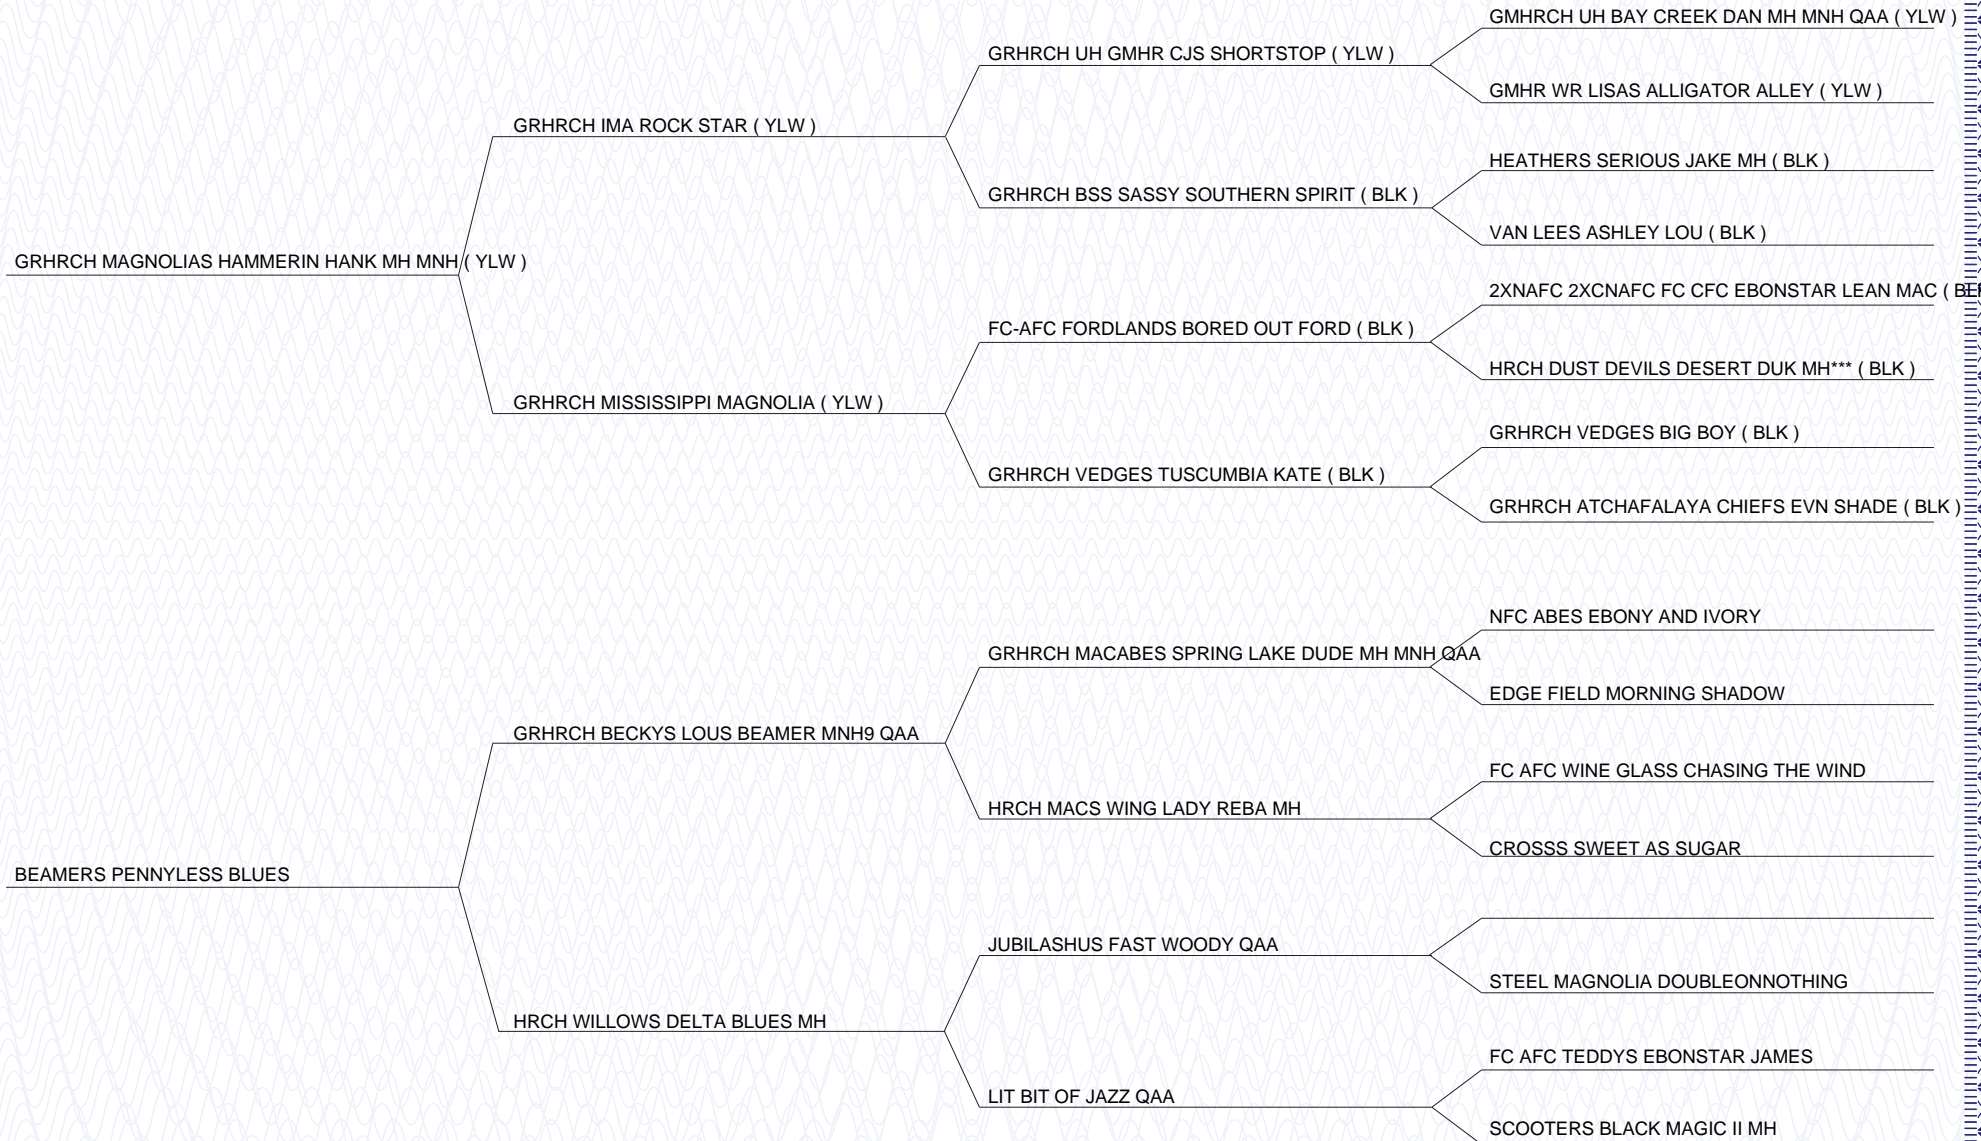 GMHRCH UH BAY CREEK DAN MH MNH QAA ( YLW )
GRHRCH UH GMHR CJS SHORTSTOP ( YLW )
GMHR WR LISAS ALLIGATOR ALLEY ( YLW )
GRHRCH IMA ROCK STAR ( YLW )
HEATHERS SERIOUS JAKE MH ( BLK )
GRHRCH BSS SASSY SOUTHERN SPIRIT ( BLK )
VAN LEES ASHLEY LOU ( BLK )
GRHRCH MAGNOLIAS HAMMERIN HANK MH MNH ( YLW )
2XNAFC 2XCNAFC FC CFC EBONSTAR LEAN MAC (
FC-AFC FORDLANDS BORED OUT FORD ( BLK )
HRCH DUST DEVILS DESERT DUK MH*** ( BLK )
GRHRCH MISSISSIPPI MAGNOLIA ( YLW )
GRHRCH VEDGES BIG BOY ( BLK )
GRHRCH VEDGES TUSCUMBIA KATE ( BLK )
GRHRCH ATCHAFALAYA CHIEFS EVN SHADE ( BLK )
NFC ABES EBONY AND IVORY
GRHRCH MACABES SPRING LAKE DUDE MH MNH QAA
EDGE FIELD MORNING SHADOW
GRHRCH BECKYS LOUS BEAMER MNH9 QAA
FC AFC WINE GLASS CHASING THE WIND
HRCH MACS WING LADY REBA MH
CROSSS SWEET AS SUGAR
BEAMERS PENNYLESS BLUES
JUBILASHUS FAST WOODY QAA
STEEL MAGNOLIA DOUBLEONNOTHING
HRCH WILLOWS DELTA BLUES MH
FC AFC TEDDYS EBONSTAR JAMES
LIT BIT OF JAZZ QAA
SCOOTERS BLACK MAGIC II MH